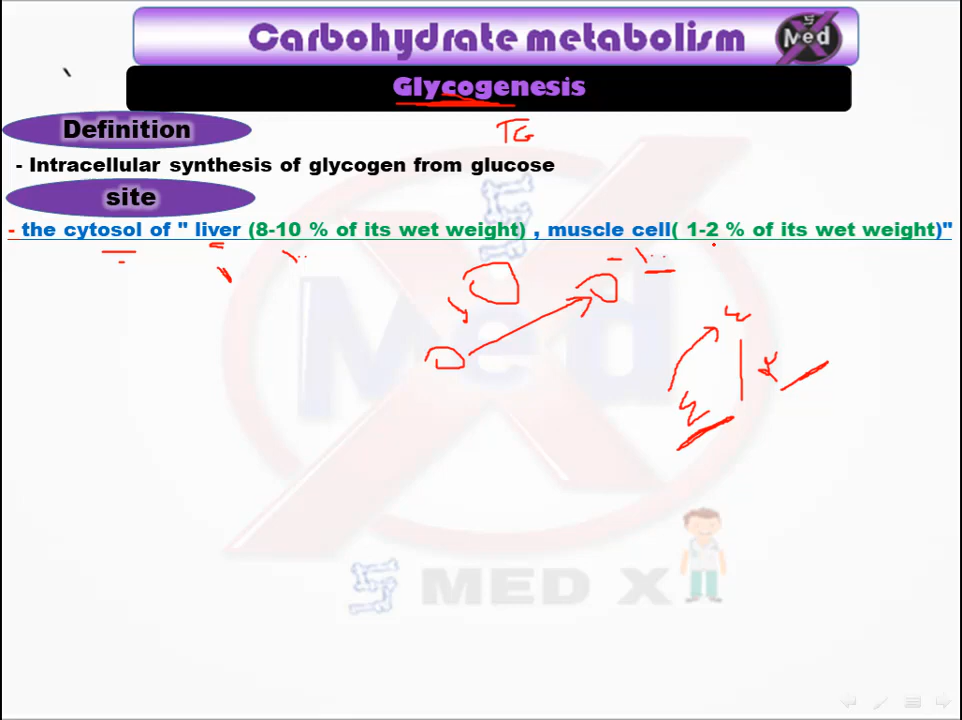 Carbohydrate metabolism
Med
Glycogenesis
Definition
TG
- Intracellular synthesis of glycogen from glucose
site
- the cytosol of " liver (8-10 % of its wet weight) , muscle cell( 1-2 % of its wet weight)"
Med
MED X